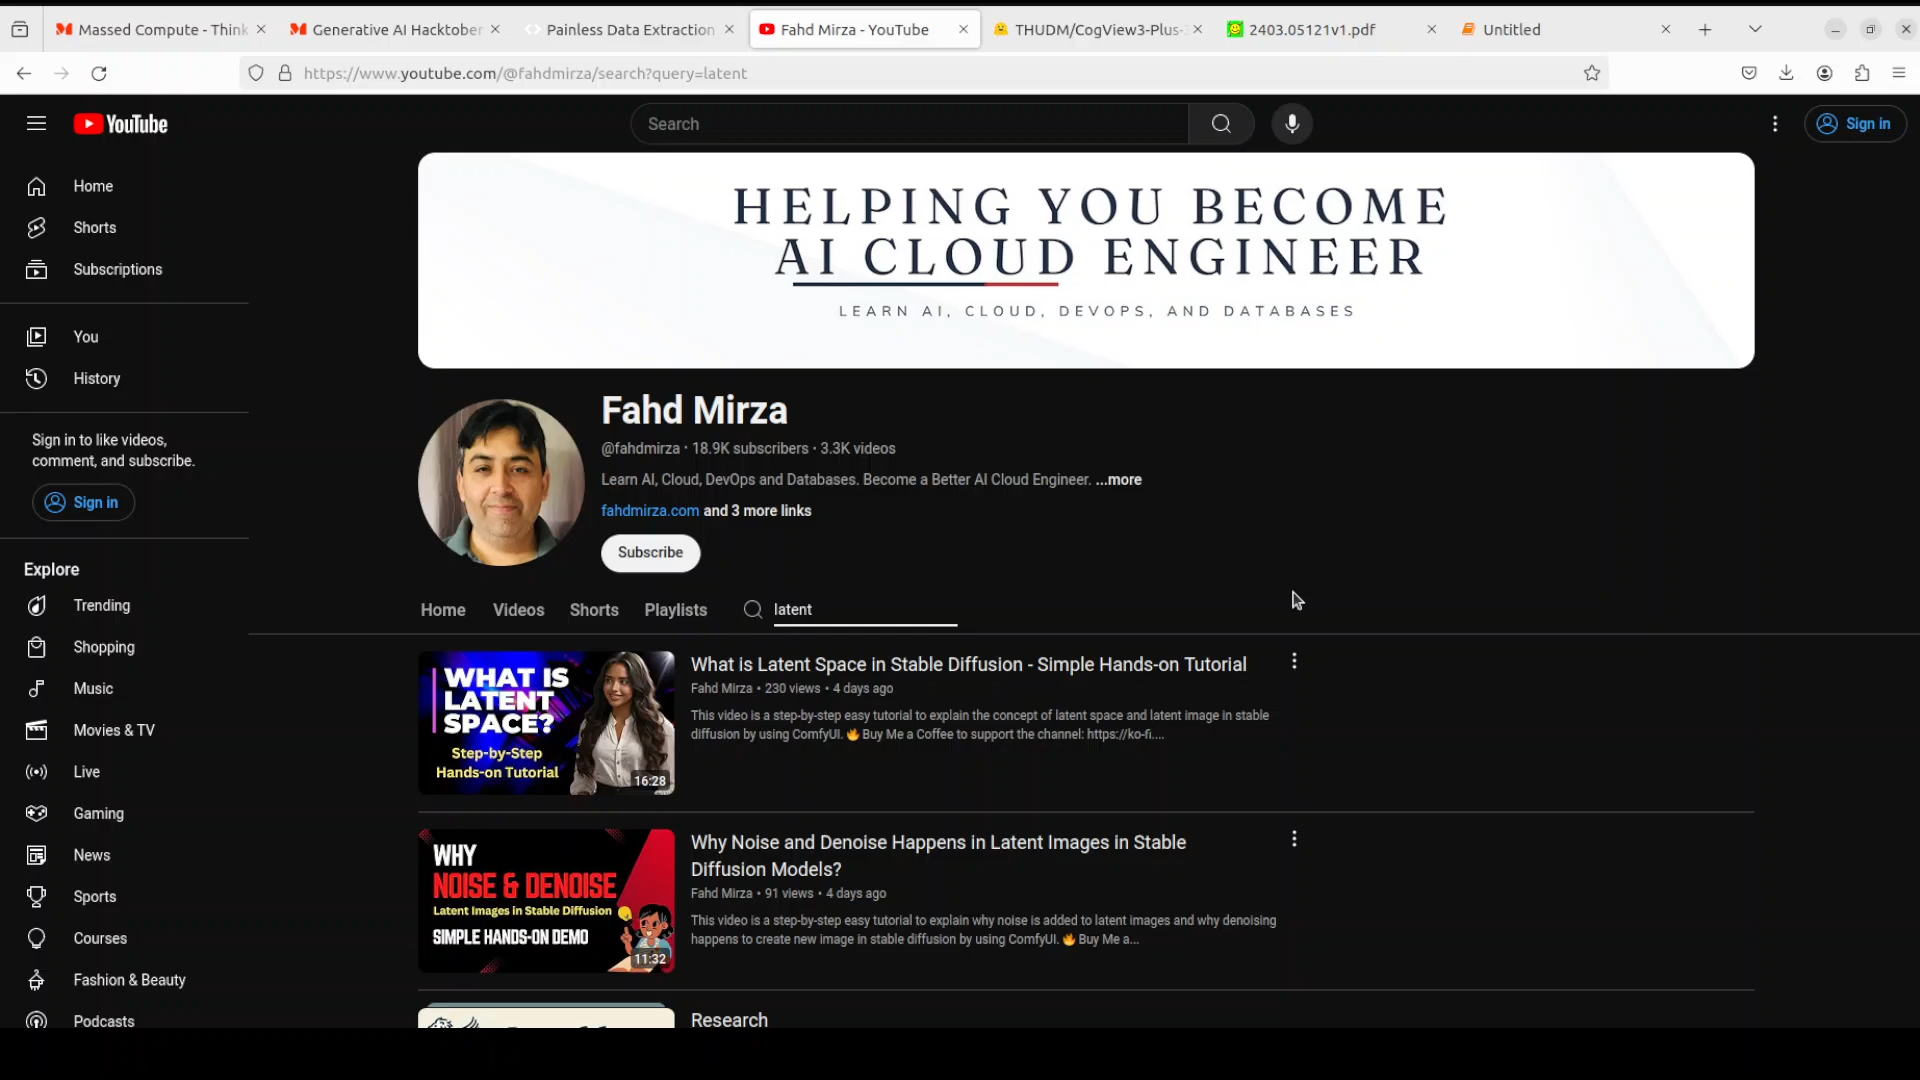 Massed Compute - Think
Generative AI Hacktober
Painless Data Extraction
Fahd Mirza - YouTube
THUDM/CogView3-Plus-
2403.05121v1.pdf
Untitled
https://www.youtube.com/@fahdmirza/search?query=latent
YouTube
Search
Sign in
Home
Shorts
Subscriptions
You
History
Sign in to like videos,
comment, and subscribe.
Sign in
Explore
Trending
Shopping
Music
Movies & TV
Live
Gaming
News
Sports
Courses
Fashion & Beauty
Podcasts
HELPING YOU BECOME
AI CLOUD ENGINEER
LEARN AI, CLOUD, DEVOPS, AND DATABASES
Fahd Mirza
@fahdmirza • 18.9K subscribers • 3.3K videos
Learn AI, Cloud, DevOps and Databases. Become a Better AI Cloud Engineer. ...more
fahdmirza.com and 3 more links
Subscribe
Home Videos Shorts Playlists latent
WHAT IS
LATENT
SPACE?
Step-by-Step
Hands-on Tutorial
16:28
What is Latent Space in Stable Diffusion - Simple Hands-on Tutorial
Fahd Mirza • 230 views • 4 days ago
This video is a step-by-step easy tutorial to explain the concept of latent space and latent image in stable
diffusion by using ComfyUI. 🔥 Buy Me a Coffee to support the channel: https://ko-fi....
WHY
NOISE & DENOISE
Latent Images in Stable Diffusion
SIMPLE HANDS-ON DEMO
11:32
Why Noise and Denoise Happens in Latent Images in Stable
Diffusion Models?
Fahd Mirza • 91 views • 4 days ago
This video is a step-by-step easy tutorial to explain why noise is added to latent images and why denoising
happens to create new image in stable diffusion by using ComfyUI. 🔥 Buy Me a...
Research